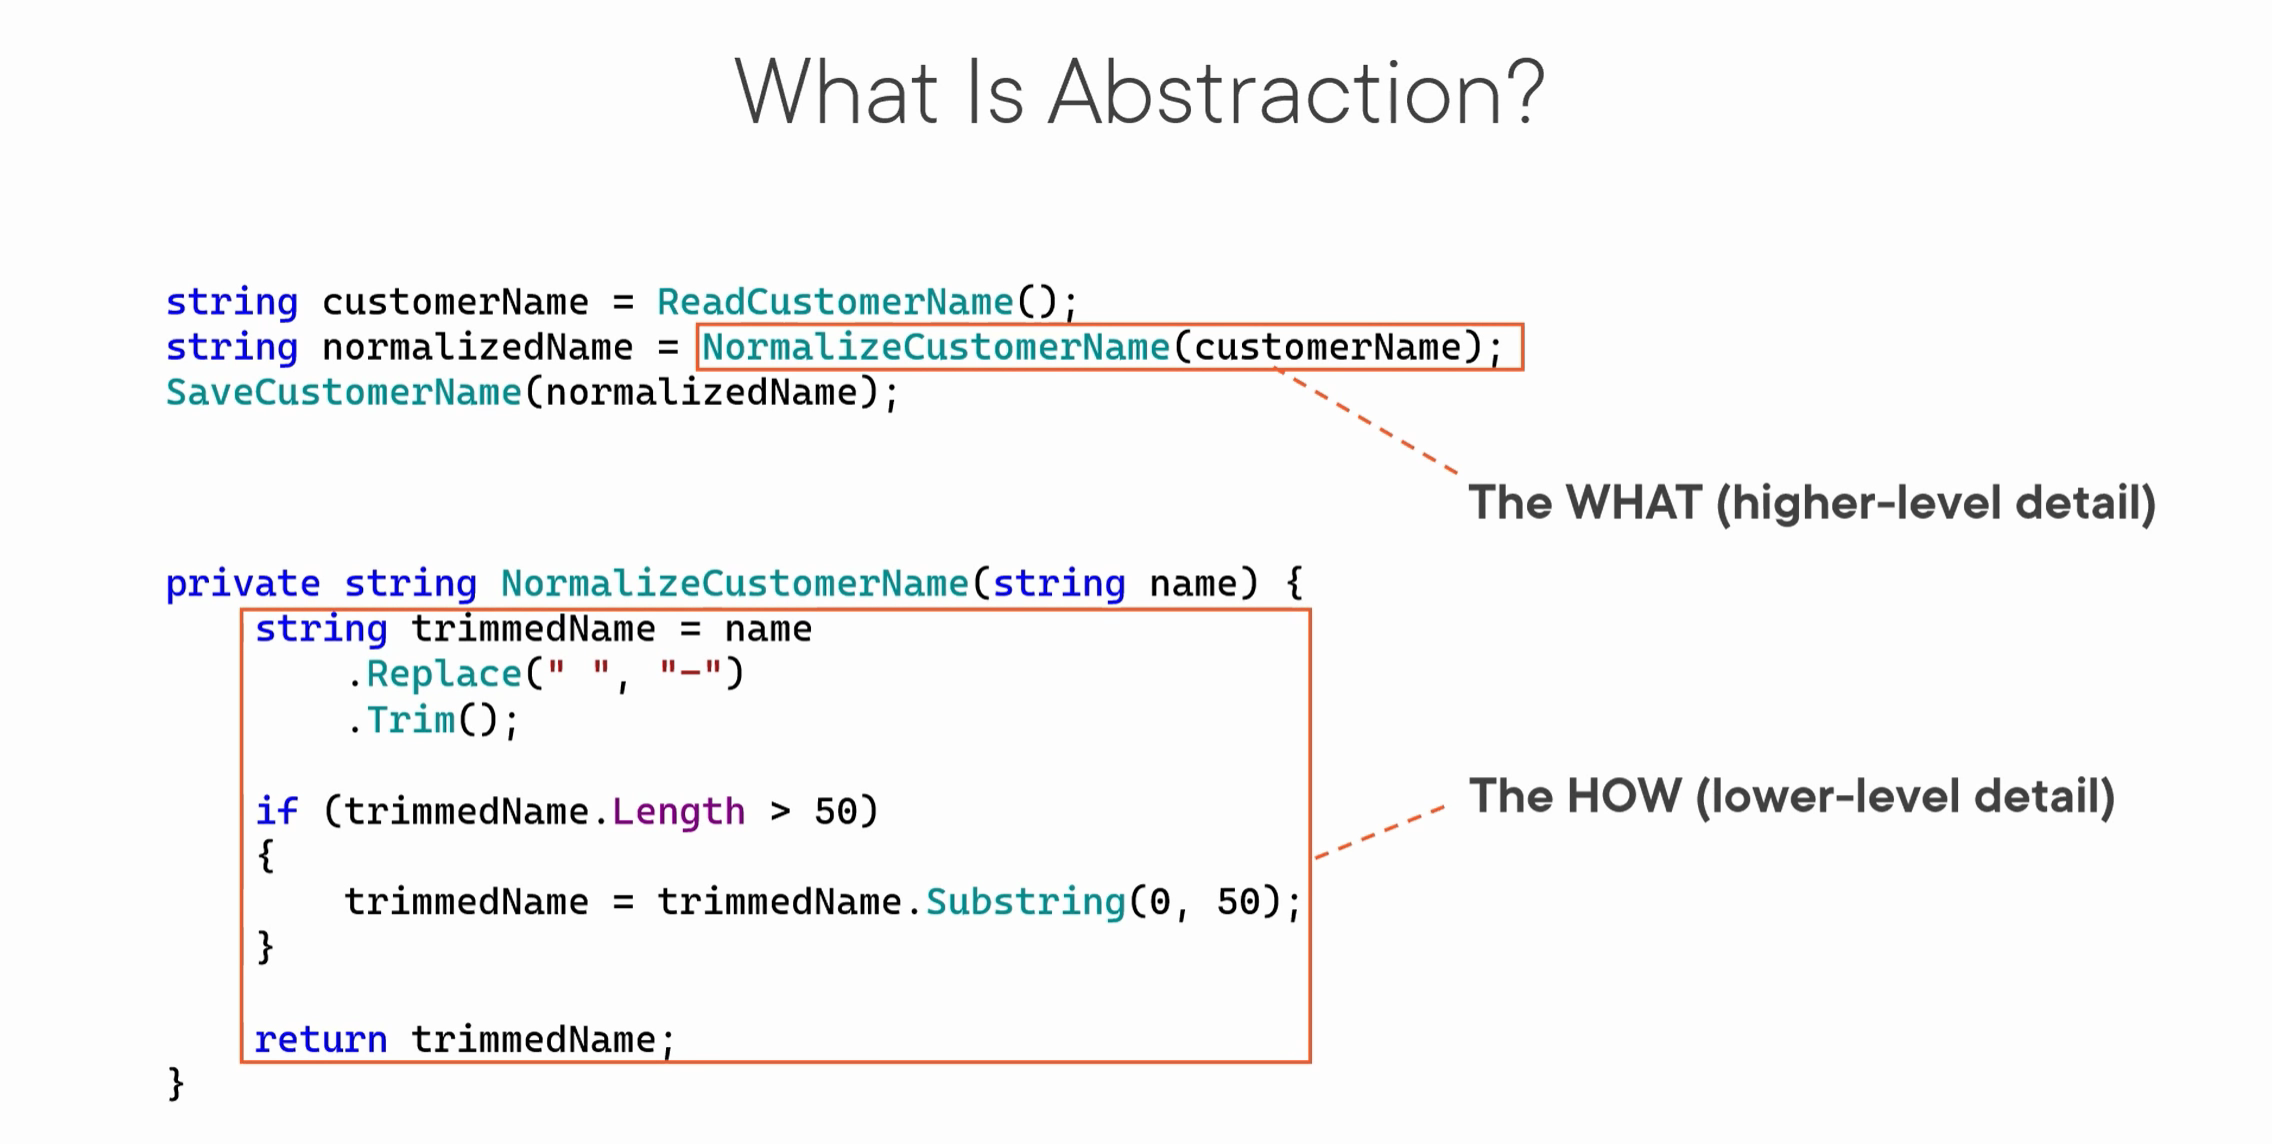 What Is Abstraction?
string customerName = ReadCustomerName();
string normalizedName = NormalizeCustomerName(customerName);
SaveCustomerName(normalizedName);
The WHAT (higher-level detail)
private string NormalizeCustomerName(string name) {
string trimmedName = name
.Replace(" ", "-")
.Trim();
if (trimmedName.Length > 50)
{
The HOW (lower-level detail)
trimmedName = trimmedName.Substring(0, 50);
}
return trimmedName;
}